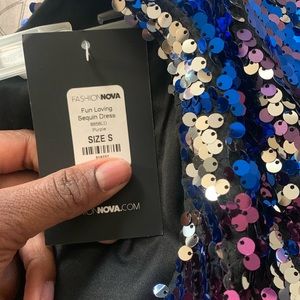 FASHIONNOVA
Fun Loving
Sequin Dress
Purple
SIZE S
FASHIONNOVA.COM